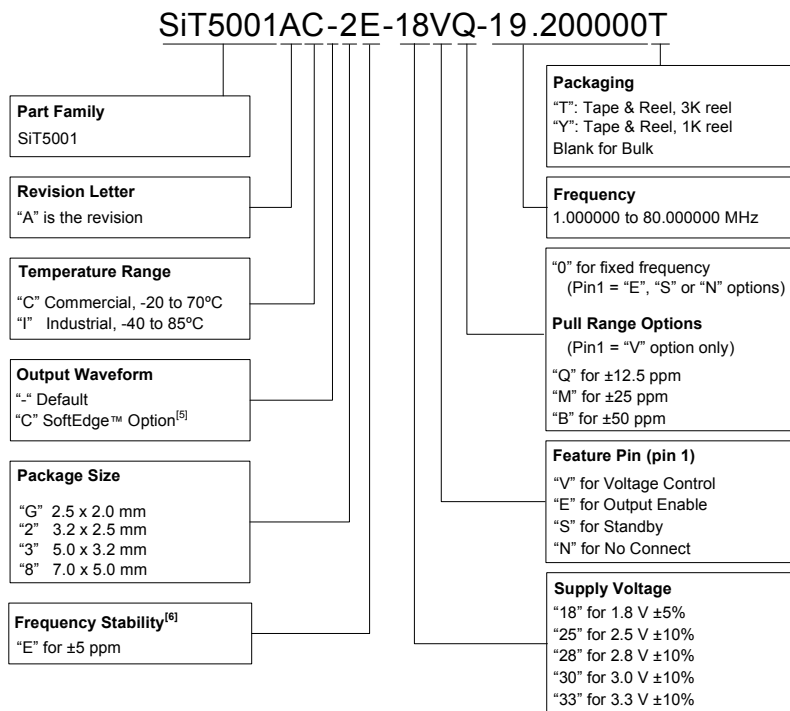 SiT5001AC-2E-18VQ-19.200000T
Part Family
SiT5001
Revision Letter
“A” is the revision
Temperature Range
“C” Commercial, -20 to 70ºC
“I” Industrial, -40 to 85ºC
Output Waveform
“-“ Default
“C” SoftEdge™ Option[5]
Package Size
“G” 2.5 x 2.0 mm
“2” 3.2 x 2.5 mm
“3” 5.0 x 3.2 mm
“8” 7.0 x 5.0 mm
Frequency Stability[6]
“E” for ±5 ppm
Packaging
“T”: Tape & Reel, 3K reel
“Y”: Tape & Reel, 1K reel
Blank for Bulk
Frequency
1.000000 to 80.000000 MHz
“0” for fixed frequency
(Pin1 = “E”, “S” or “N” options)
Pull Range Options
(Pin1 = “V” option only)
“Q” for ±12.5 ppm
“M” for ±25 ppm
“B” for ±50 ppm
Feature Pin (pin 1)
“V” for Voltage Control
“E” for Output Enable
“S” for Standby
“N” for No Connect
Supply Voltage
“18” for 1.8 V ±5%
“25” for 2.5 V ±10%
“28” for 2.8 V ±10%
“30” for 3.0 V ±10%
“33” for 3.3 V ±10%